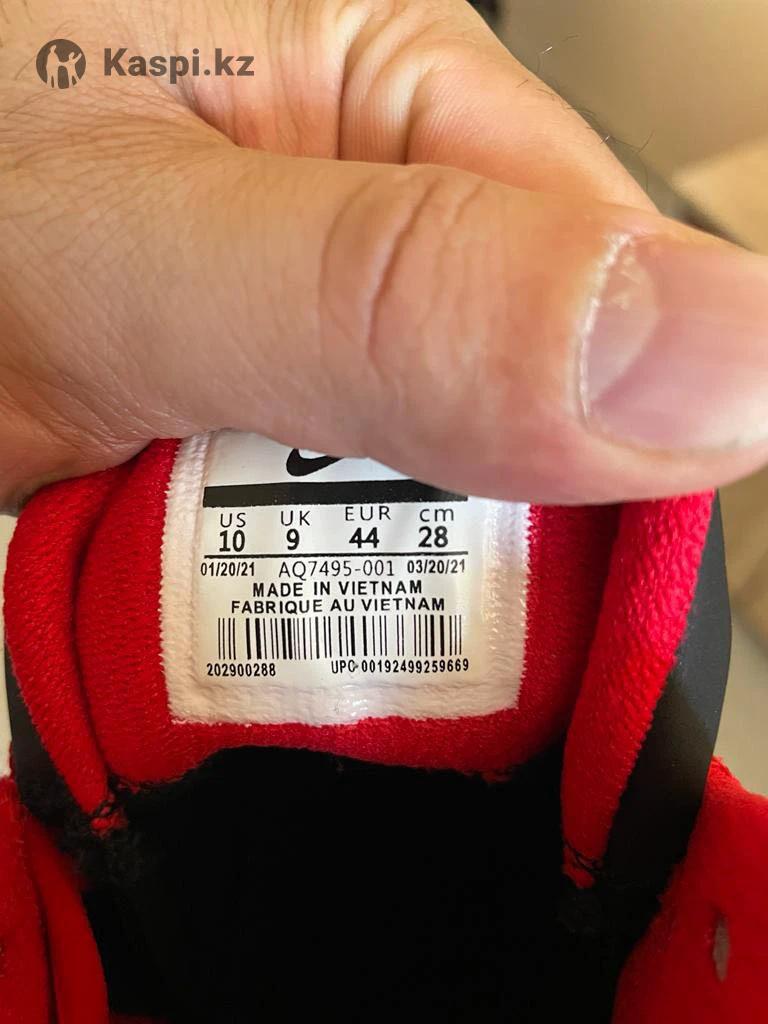 Kaspi.kz
US UK EUR cm
10 9 44 28
01/20/21 AQ7495-001 03/20/21
MADE IN VIETNAM
FABRIQUE AU VIETNAM
202900288 UPC 00192499259669